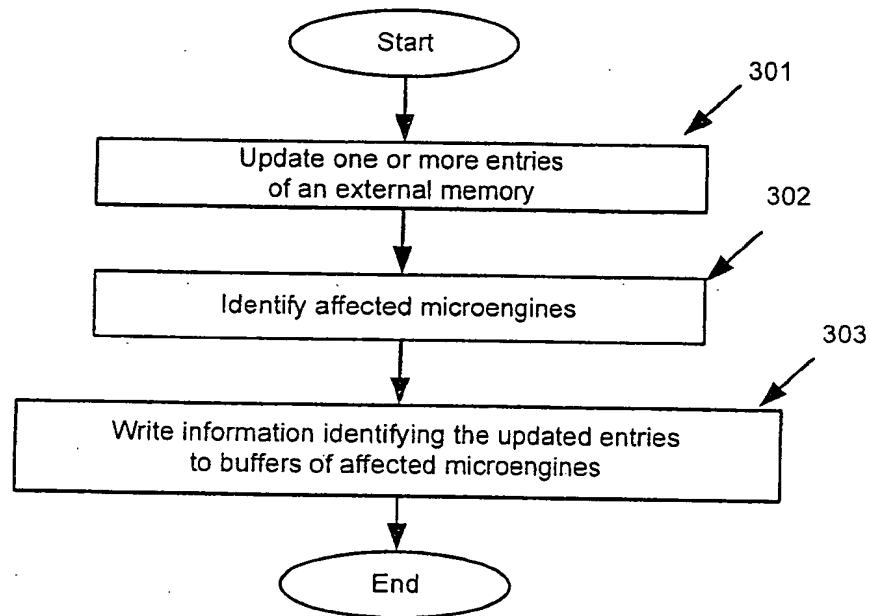 Start
301
Update one or more entries
of an external memory
302
Identify affected microengines
303
Write information identifying the updated entries
to buffers of affected microengines
End